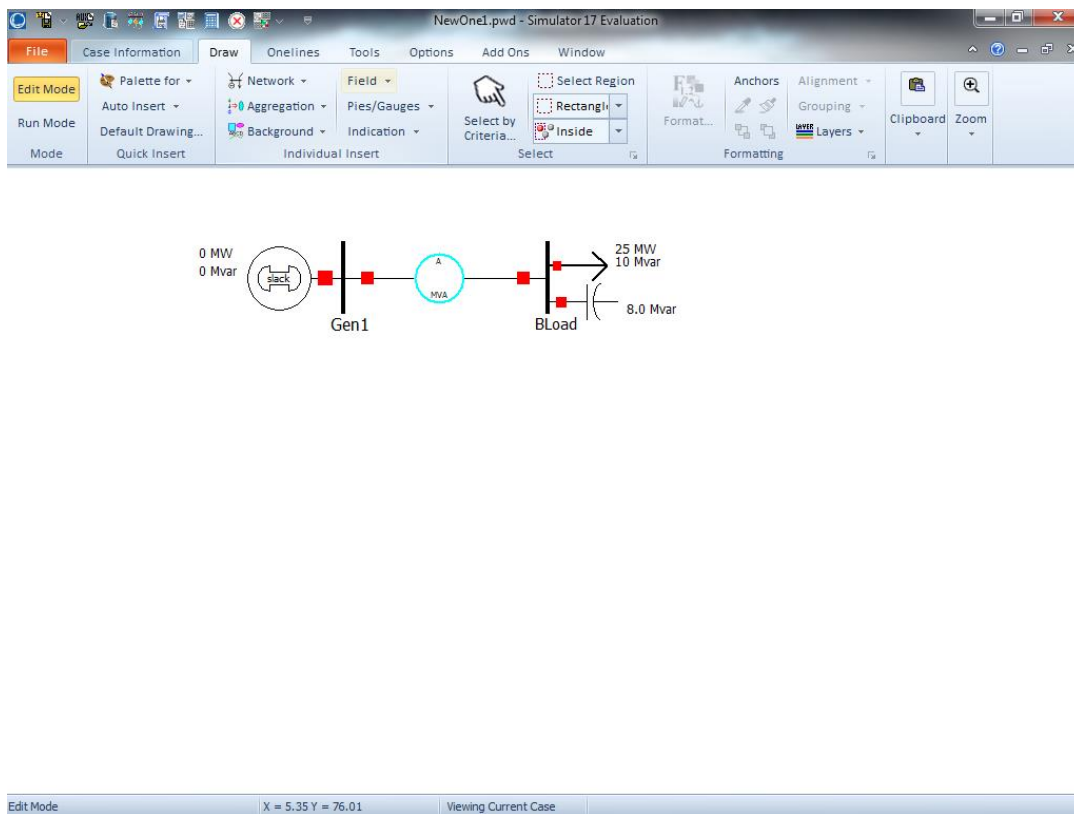 NewOne1.pwd - Simulator 17 Evaluation
File Case Information Draw Onelines Tools Options Add Ons Window
Edit Mode
Run Mode
Mode
Palette for
Auto Insert
Default Drawing...
Quick Insert
Network
Aggregation
Background
Field
Pies/Gauges
Indication
Individual Insert
Select by
Criteria...
Select Region
Rectangl
Inside
Select
Format...
Anchors
Alignment
Grouping
Layers
Formatting
Clipboard
Zoom
0 MW
0 Mvar
slack
Gen1
A
MVA
25 MW
10 Mvar
8.0 Mvar
BLoad
Edit Mode X = 5.35 Y = 76.01 Viewing Current Case